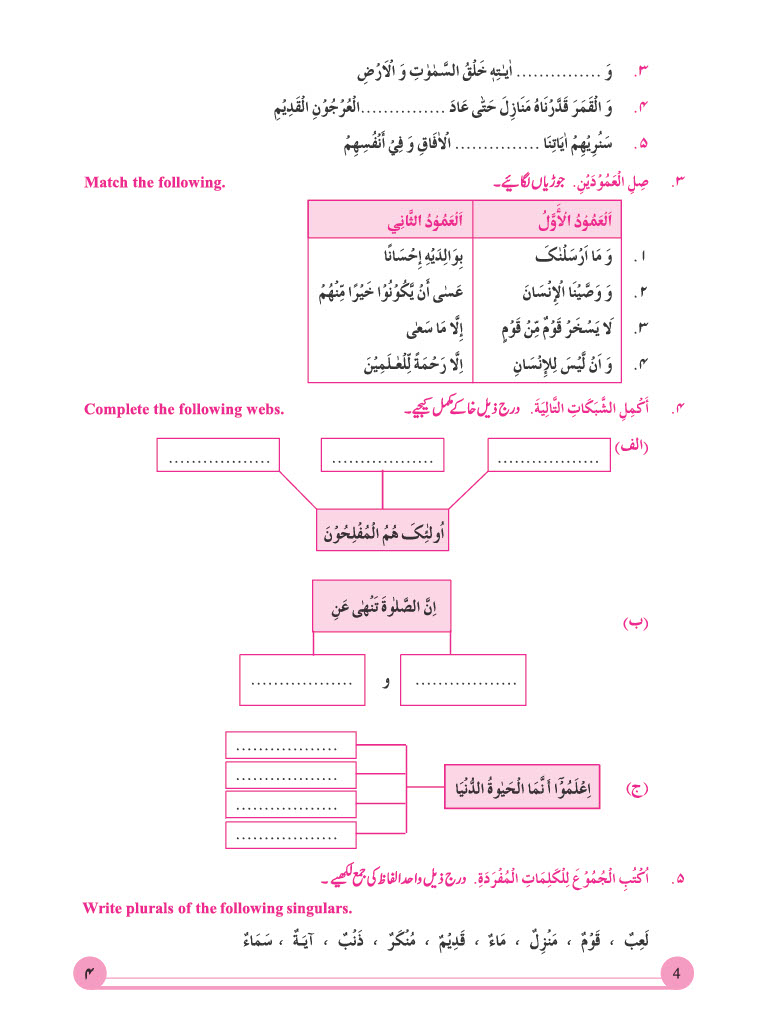 ۳. وَ ............... اٰيٰتِهٖ خَلْقُ السَّمٰوٰتِ وَ الْاَرْضِ
۴. وَ الْقَمَرَ قَدَّرْنَاهُ مَنَازِلَ حَتّٰى عَادَ ...............الْعُرْجُوْنِ الْقَدِيْمِ
۵. سَنُرِيْهِمْ اٰيَاتِنَا ............... الْاٰفَاقِ وَ فِيْ أَنْفُسِهِمْ
۳. صِلِ الْعَمُوْدَيْنِ. جوڑیاں لگائیے۔ Match the following.
اَلْعَمُوْدُ الْاَوَّلُ اَلْعَمُوْدُ الثَّانِي
۱. وَ مَا اَرْسَلْنٰکَ بِوَالِدَيْهِ إِحْسَانًا
۲. وَ وَصَّيْنَا الْإِنْسَانَ عَسٰى أَنْ يَّكُوْنُوْا خَيْرًا مِّنْهُمْ
۳. لَا يَسْخَرْ قَوْمٌ مِّنْ قَوْمٍ إِلَّا مَا سَعٰى
۴. وَ اَنْ لَّيْسَ لِلْإِنْسَانِ اِلَّا رَحْمَةً لِّلْعٰلَمِيْنَ
۴. أَكْمِلِ الشَّبَكَاتِ التَّالِيَةَ. درج ذیل خاکے مکمل کیجیے۔ Complete the following webs.
(الف)
.................. .................. ..................
اُولٰئِکَ هُمُ الْمُفْلِحُوْنَ
اِنَّ الصَّلٰوةَ تَنْهٰى عَنِ
(ب)
.................. و ..................
..................
..................
(ج) اِعْلَمُوْٓا أَنَّمَا الْحَيٰوةُ الدُّنْيَا
..................
..................
۵. اُكْتُبِ الْجُمُوْعَ لِلْكَلِمَاتِ الْمُفْرَدَةِ. درج ذیل واحد الفاظ کی جمع لکھیے۔
Write plurals of the following singulars.
لَعِبٌ ، قَوْمٌ ، مَنْزِلٌ ، مَاءٌ ، قَدِيْمٌ ، مُنْكَرٌ ، ذَنْبٌ ، آيَةٌ ، سَمَاءٌ
۴ 4